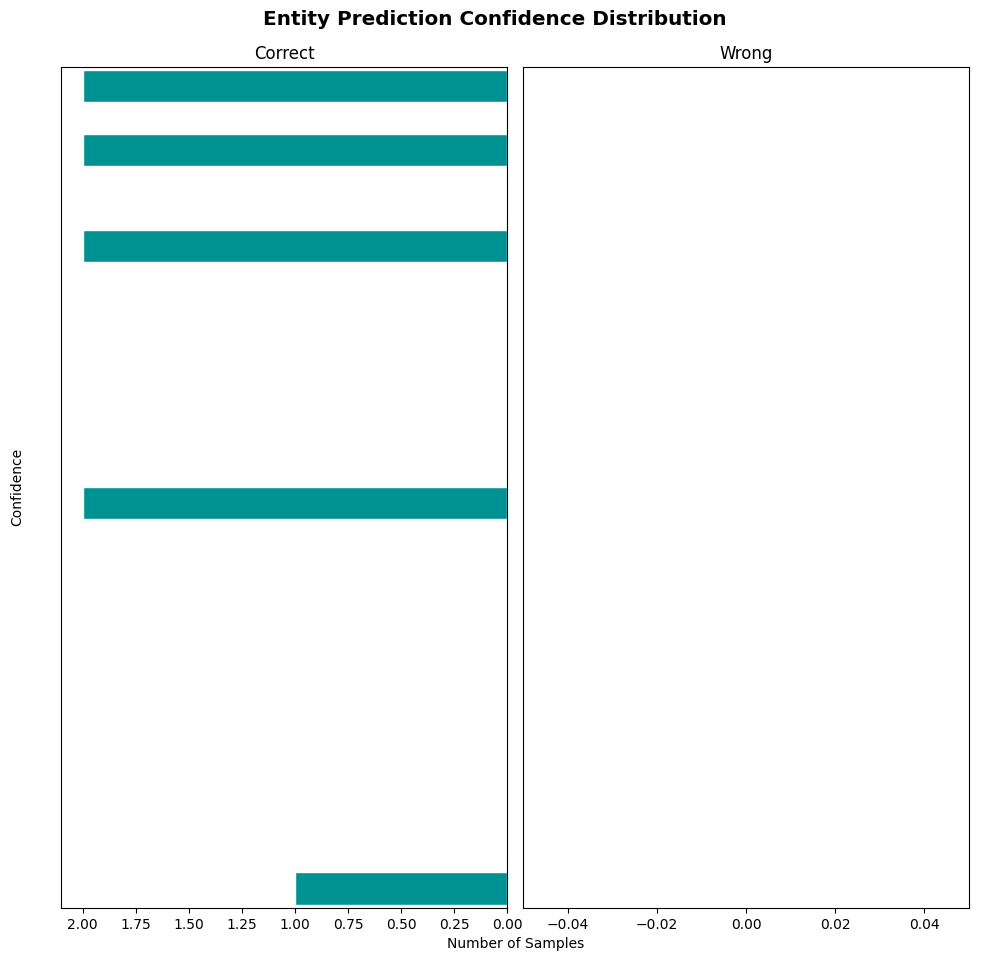 Entity Prediction Confidence Distribution
Correct
Wrong
Confidence
2.00 1.75 1.50 1.25 1.00 0.75 0.50 0.25 0.00
−0.04 −0.02 0.00 0.02 0.04
Number of Samples